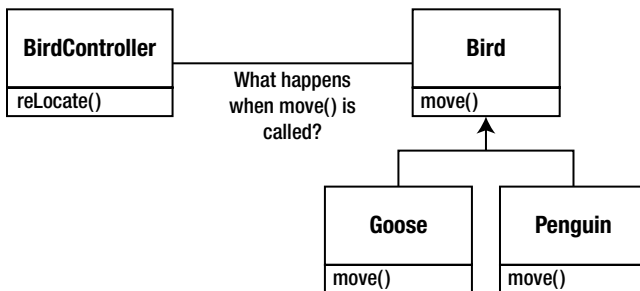 BirdController
reLocate()
What happens
when move() is
called?
Bird
move()
Goose
move()
Penguin
move()